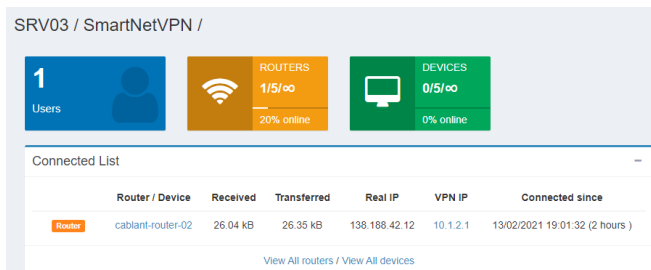 SRV03 / SmartNetVPN /
1
Users
ROUTERS
1/5/∞
20% online
DEVICES
0/5/∞
0% online
Connected List
Router / Device Received Transferred Real IP VPN IP Connected since
Router cablant-router-02 26.04 kB 26.35 kB 138.188.42.12 10.1.2.1 13/02/2021 19:01:32 (2 hours )
View All routers / View All devices